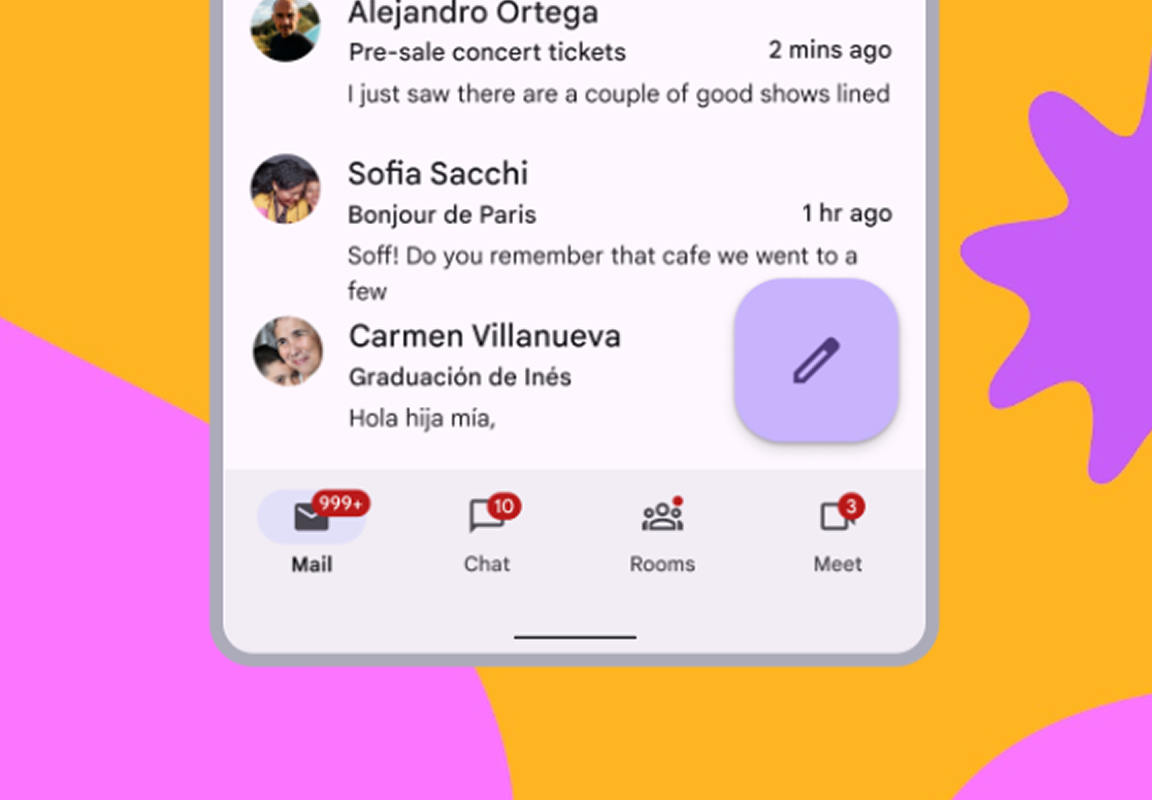 Alejandro Ortega
Pre-sale concert tickets
2 mins ago
I just saw there are a couple of good shows lined
Sofia Sacchi
Bonjour de Paris
1 hr ago
Soff! Do you remember that cafe we went to a
few
Carmen Villanueva
Graduación de Inés
Hola hija mía,
999+
10
3
Mail
Chat
Rooms
Meet